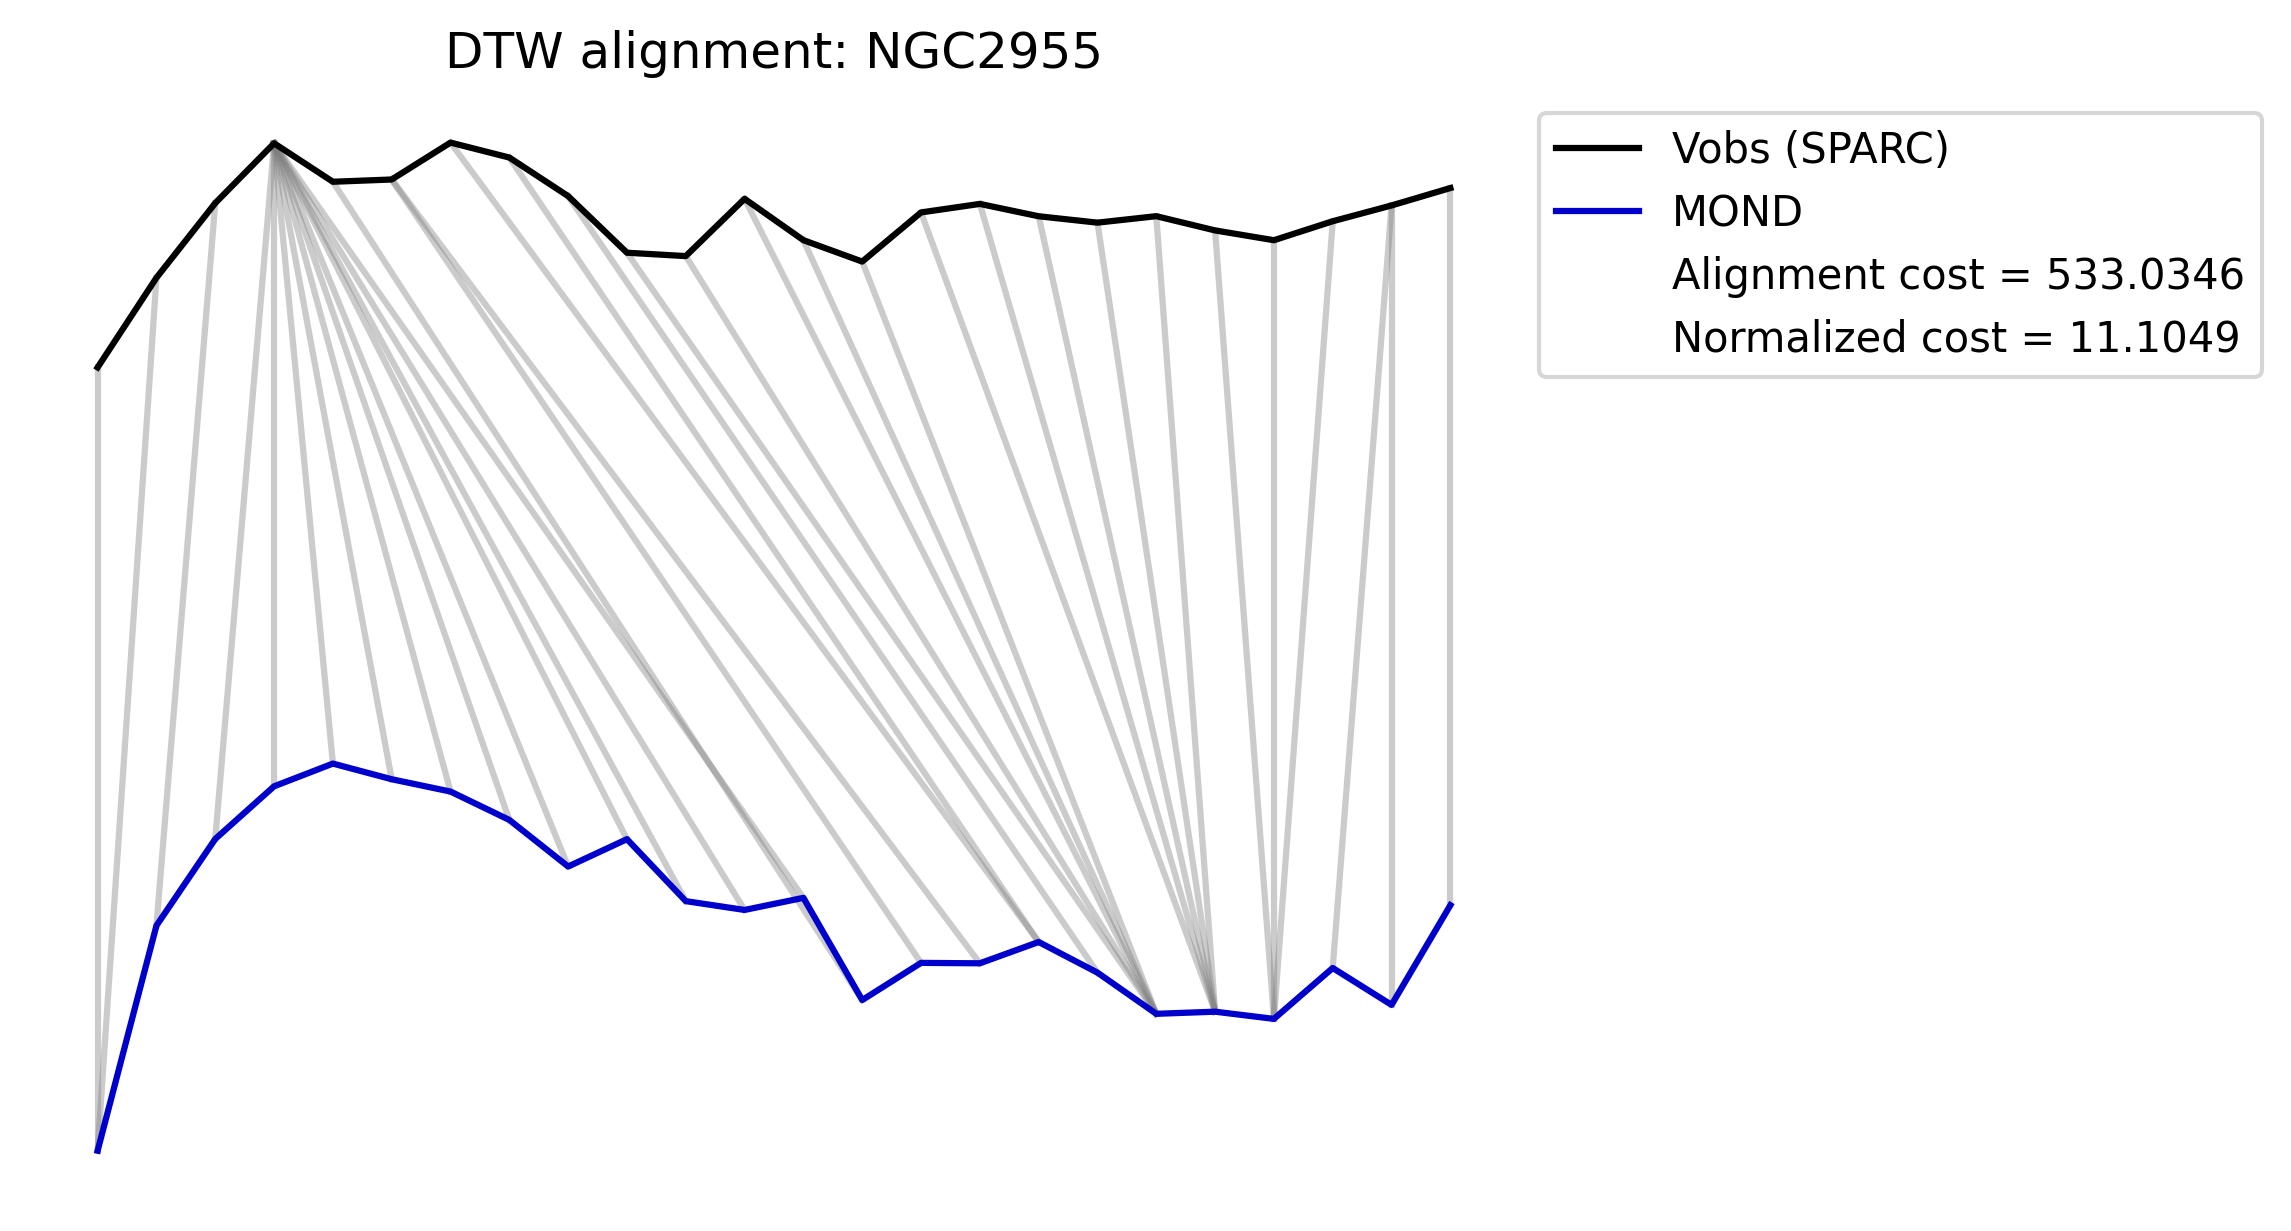 DTW alignment: NGC2955
Vobs (SPARC)
MOND
Alignment cost = 533.0346
Normalized cost = 11.1049